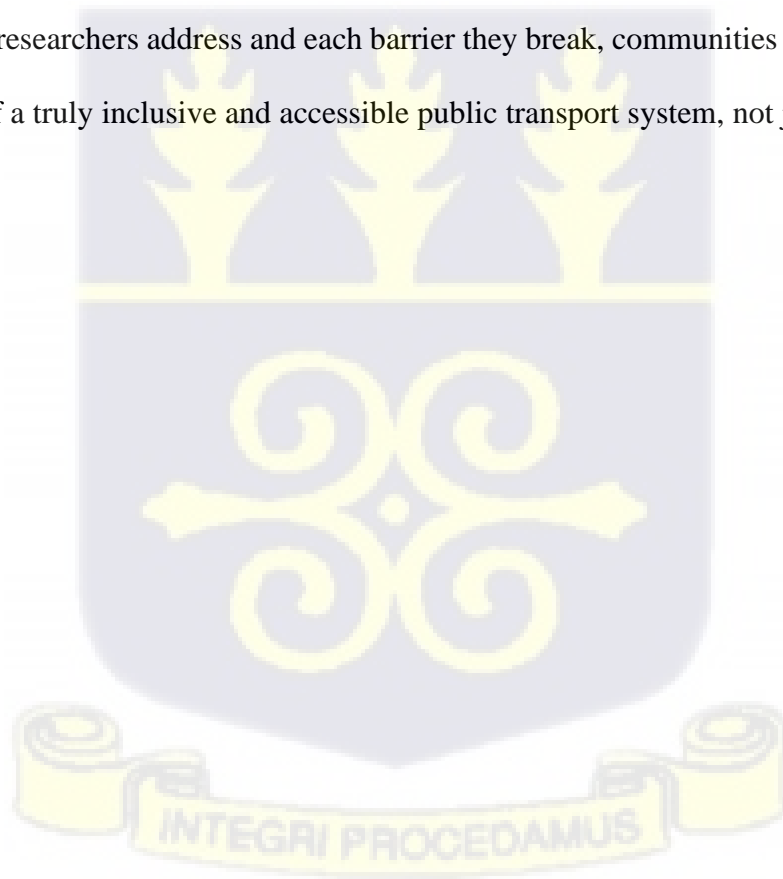 researchers address and each barrier they break, communities
a truly inclusive and accessible public transport system, not
INTEGRI PROCEDAMUS